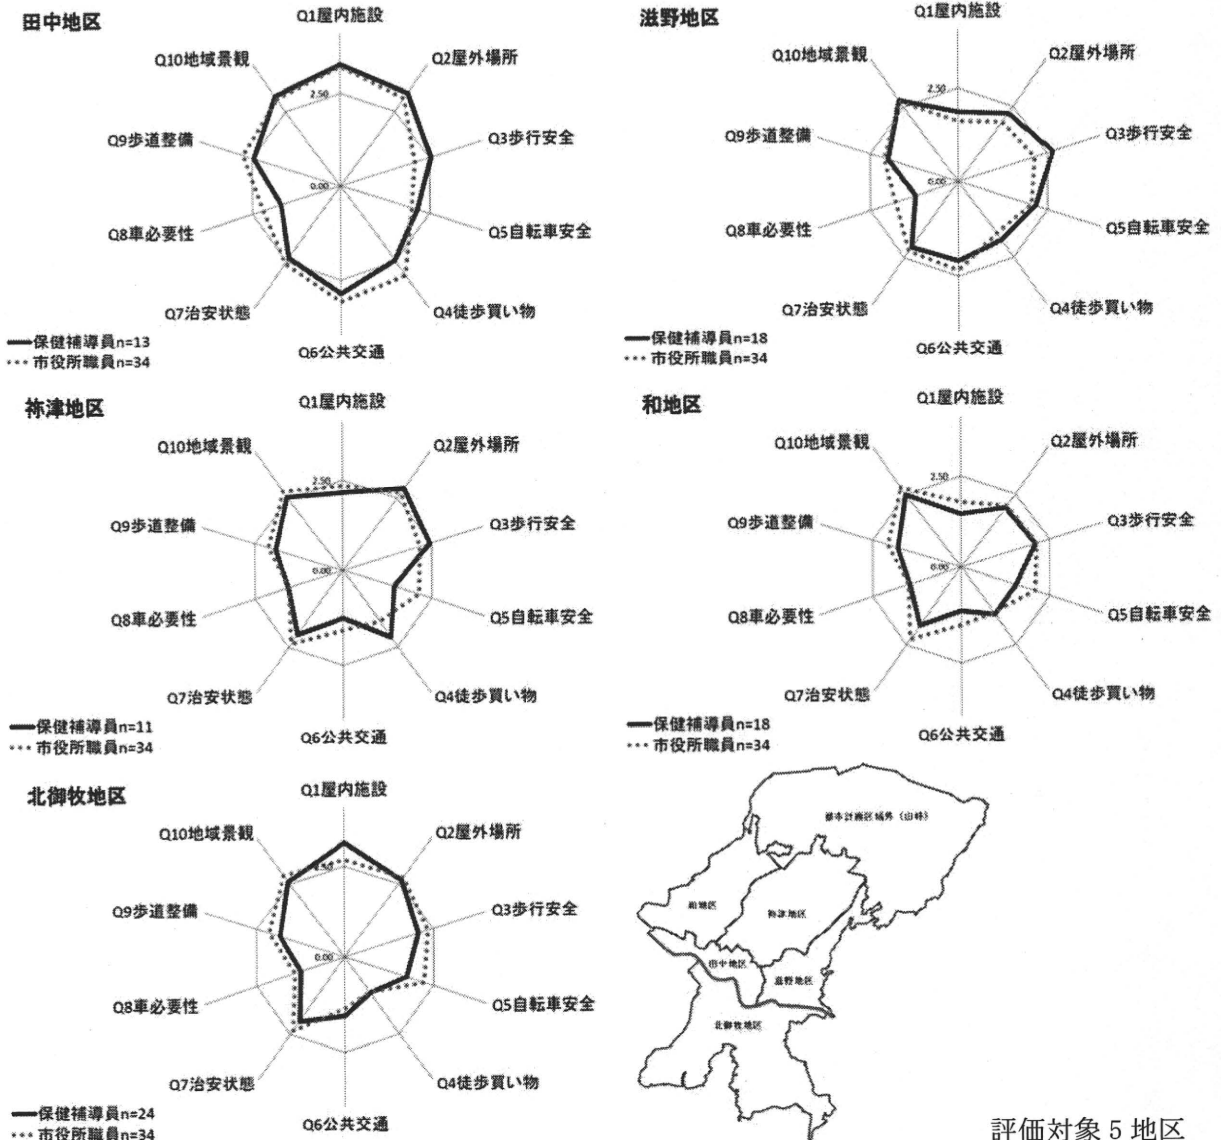 田中地区
Q1屋内施設
Q2屋外場所
Q3歩行安全
Q5自転車安全
Q4徒歩買い物
Q6公共交通
Q7治安状態
Q8車必要性
Q9歩道整備
Q10地域景観
2.50
0.00
保健補導員n=13
市役所職員n=34
滋野地区
Q1屋内施設
Q2屋外場所
Q3歩行安全
Q5自転車安全
Q4徒歩買い物
Q6公共交通
Q7治安状態
Q8車必要性
Q9歩道整備
Q10地域景観
2.50
0.00
保健補導員n=18
市役所職員n=34
祢津地区
Q1屋内施設
Q2屋外場所
Q3歩行安全
Q5自転車安全
Q4徒歩買い物
Q6公共交通
Q7治安状態
Q8車必要性
Q9歩道整備
Q10地域景観
2.50
0.00
保健補導員n=11
市役所職員n=34
和地区
Q1屋内施設
Q2屋外場所
Q3歩行安全
Q5自転車安全
Q4徒歩買い物
Q6公共交通
Q7治安状態
Q8車必要性
Q9歩道整備
Q10地域景観
2.50
0.00
保健補導員n=18
市役所職員n=34
北御牧地区
Q1屋内施設
Q2屋外場所
Q3歩行安全
Q5自転車安全
Q4徒歩買い物
Q6公共交通
Q7治安状態
Q8車必要性
Q9歩道整備
Q10地域景観
2.50
0.00
保健補導員n=24
市役所職員n=34
都市計画区域外（山林）
和地区
祢津地区
田中地区
滋野地区
北御牧地区
評価対象5地区